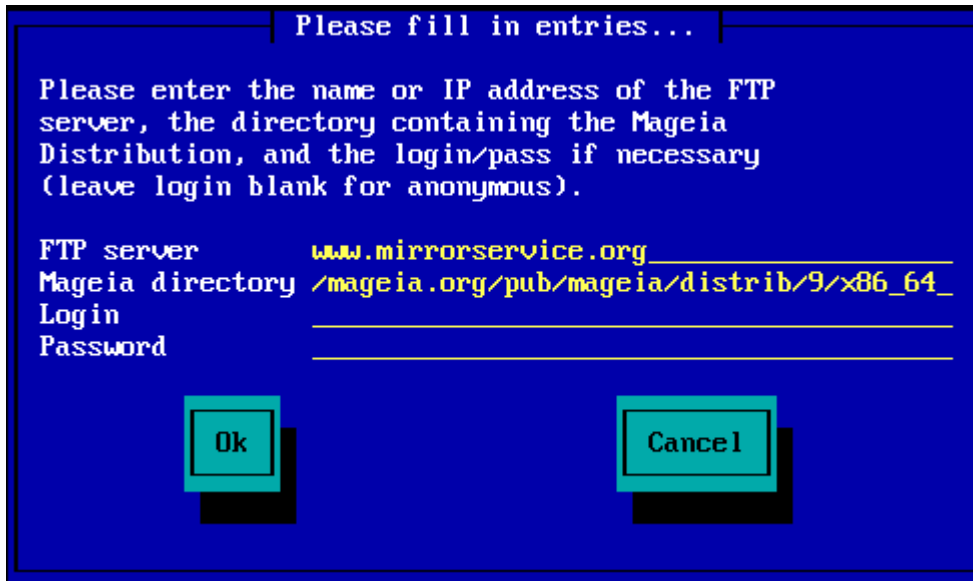 Please fill in entries...
Please enter the name or IP address of the FTP
server, the directory containing the Mageia
Distribution, and the login/pass if necessary
(leave login blank for anonymous).
FTP server www.mirrorservice.org
Mageia directory /mageia.org/pub/mageia/distrib/9/x86_64_
Login
Password
Ok Cancel